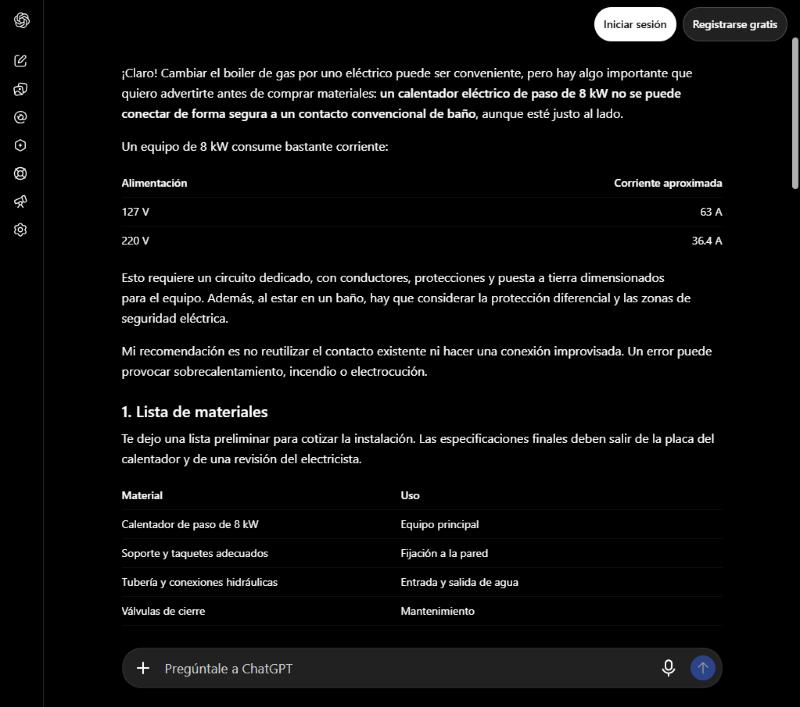 Iniciar sesión
Registrarse gratis
¡Claro! Cambiar el boiler de gas por uno eléctrico puede ser conveniente, pero hay algo importante que
quiero advertirte antes de comprar materiales: un calentador eléctrico de paso de 8 kW no se puede
conectar de forma segura a un contacto convencional de baño, aunque esté justo al lado.
Un equipo de 8 kW consume bastante corriente:
Alimentación Corriente aproximada
127 V 63 A
220 V 36.4 A
Esto requiere un circuito dedicado, con conductores, protecciones y puesta a tierra dimensionados
para el equipo. Además, al estar en un baño, hay que considerar la protección diferencial y las zonas de
seguridad eléctrica.
Mi recomendación es no reutilizar el contacto existente ni hacer una conexión improvisada. Un error puede
provocar sobrecalentamiento, incendio o electrocución.
1. Lista de materiales
Te dejo una lista preliminar para cotizar la instalación. Las especificaciones finales deben salir de la placa del
calentador y de una revisión del electricista.
Material Uso
Calentador de paso de 8 kW Equipo principal
Soporte y taquetes adecuados Fijación a la pared
Tubería y conexiones hidráulicas Entrada y salida de agua
Válvulas de cierre Mantenimiento
Pregúntale a ChatGPT